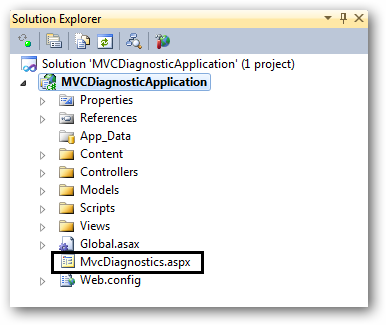 Solution Explorer
Solution 'MVCDiagnosticApplication' (1 project)
MVCDiagnosticApplication
Properties
References
App_Data
Content
Controllers
Models
Scripts
Views
Global.asax
MvcDiagnostics.aspx
Web.config